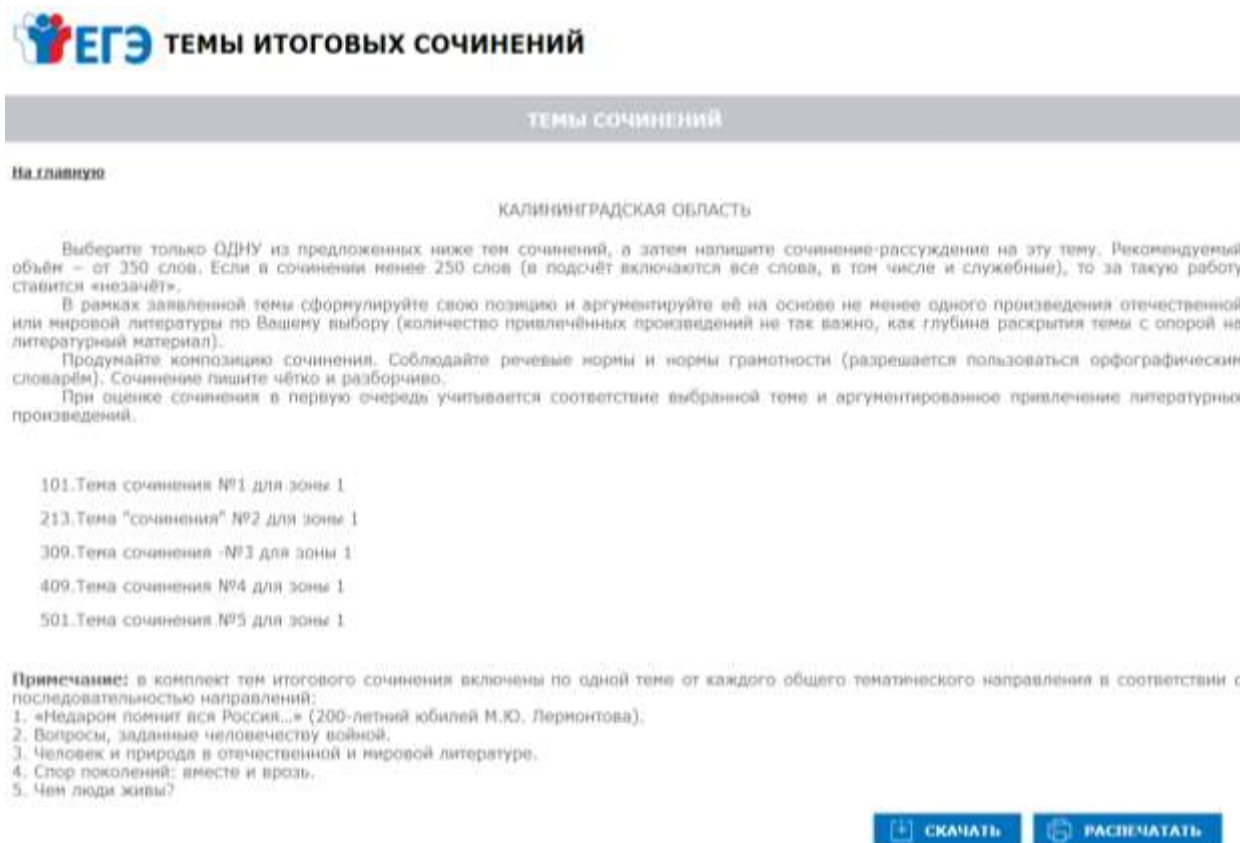 ЕГЭ ТЕМЫ ИТОГОВЫХ СОЧИНЕНИЙ
ТЕМЫ СОЧИНЕНИЙ
На главную
КАЛИНИНГРАДСКАЯ ОБЛАСТЬ
Выберите только ОДНУ из предложенных ниже тем сочинений, а затем напишите сочинение-рассуждение на эту тему. Рекомендуемый
объём – от 350 слов. Если в сочинении менее 250 слов (в подсчёт включаются все слова, в том числе и служебные), то за такую работу
ставится «незачёт».
В рамках заявленной темы сформулируйте свою позицию и аргументируйте её на основе не менее одного произведения отечественной
или мировой литературы по Вашему выбору (количество привлечённых произведений не так важно, как глубина раскрытия темы с опорой на
литературный материал).
Продумайте композицию сочинения. Соблюдайте речевые нормы и нормы грамотности (разрешается пользоваться орфографическим
словарём). Сочинение пишите чётко и разборчиво.
При оценке сочинения в первую очередь учитывается соответствие выбранной теме и аргументированное привлечение литературных
произведений.
101.Тема сочинения №1 для зоны 1
213.Тема "сочинения" №2 для зоны 1
309.Тема сочинения -№3 для зоны 1
409.Тема сочинения №4 для зоны 1
501.Тема сочинения №5 для зоны 1
Примечание: в комплект тем итогового сочинения включены по одной теме от каждого общего тематического направления в соответствии с
последовательностью направлений:
1. «Недаром помнит вся Россия…» (200-летний юбилей М.Ю. Лермонтова).
2. Вопросы, заданные человечеству войной.
3. Человек и природа в отечественной и мировой литературе.
4. Спор поколений: вместе и врозь.
5. Чем люди живы?
СКАЧАТЬ РАСПЕЧАТАТЬ